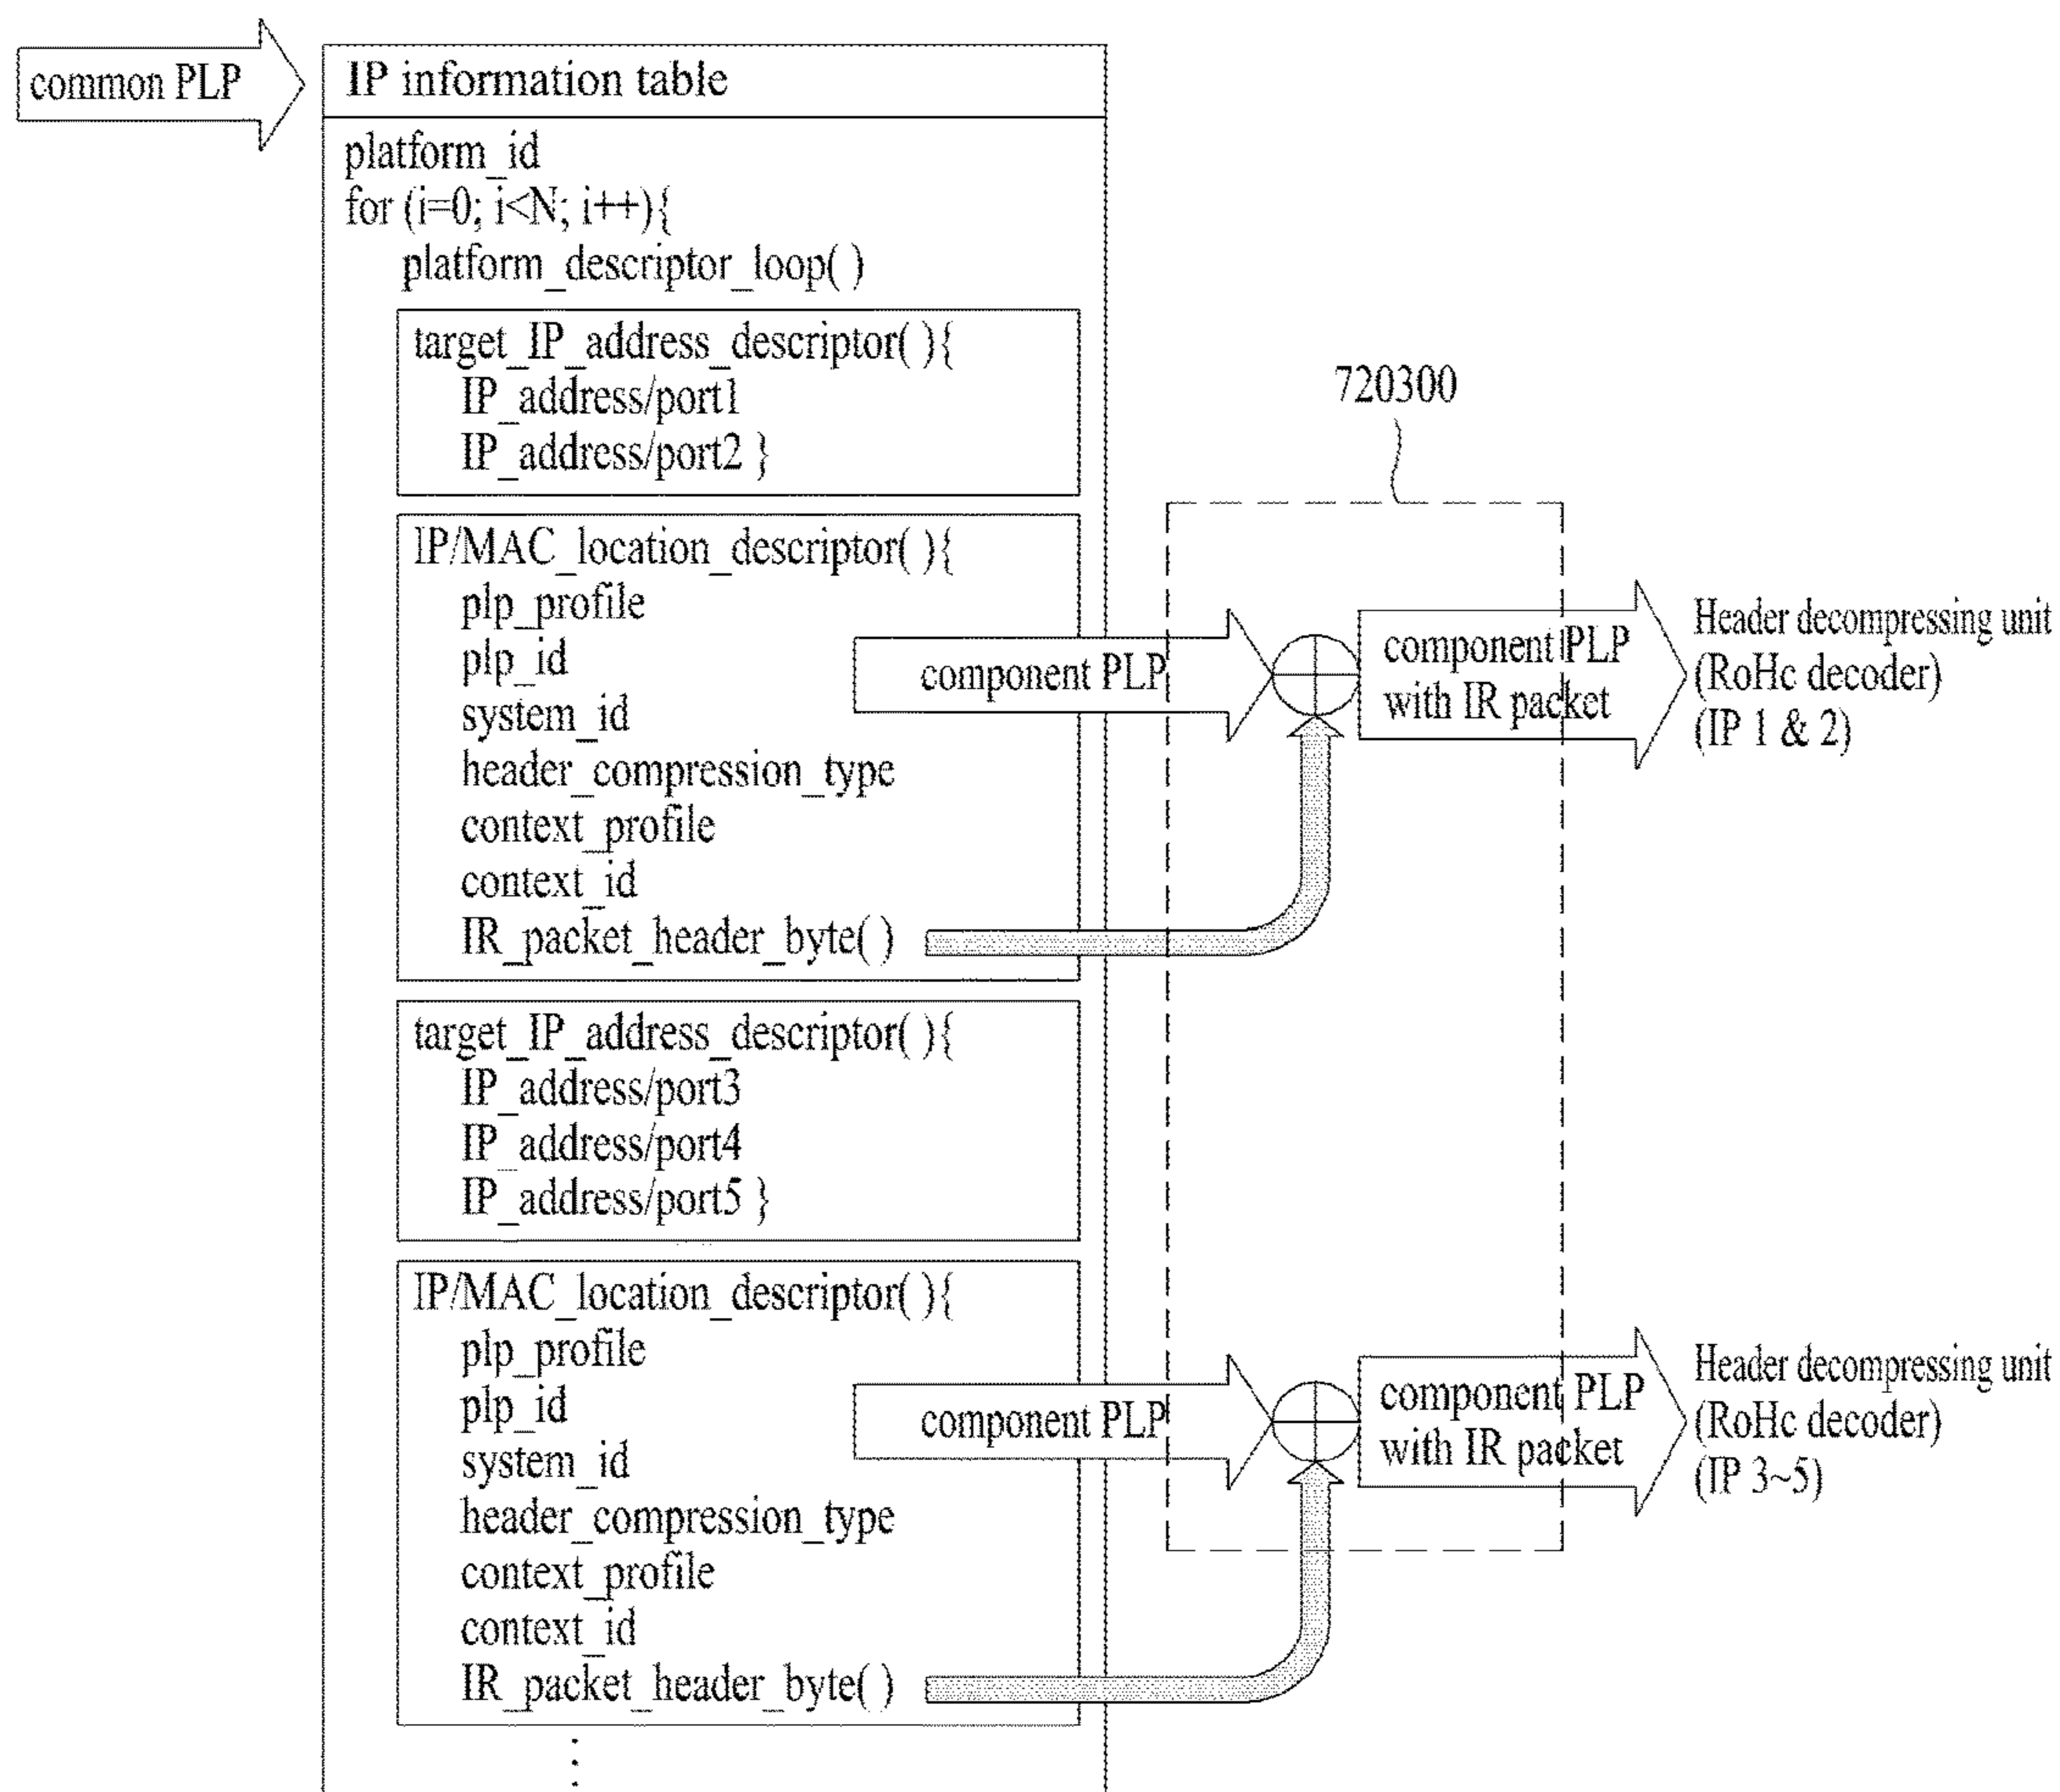 common PLP
IP information table
platform_id
for (i=0; i<N; i++){
platform_descriptor_loop( )
target_IP_address_descriptor( ){
IP_address/port1
IP_address/port2 }
IP/MAC_location_descriptor( ){
plp_profile
plp_id
system_id
header_compression_type
context_profile
context_id
IR_packet_header_byte( )
target_IP_address_descriptor( ){
IP_address/port3
IP_address/port4
IP_address/port5 }
IP/MAC_location_descriptor( ){
plp_profile
plp_id
system_id
header_compression_type
context_profile
context_id
IR_packet_header_byte( )
720300
component PLP
component PLP
with IR packet
Header decompressing unit
(RoHc decoder)
(IP 1 & 2)
component PLP
component PLP
with IR packet
Header decompressing unit
(RoHc decoder)
(IP 3~5)